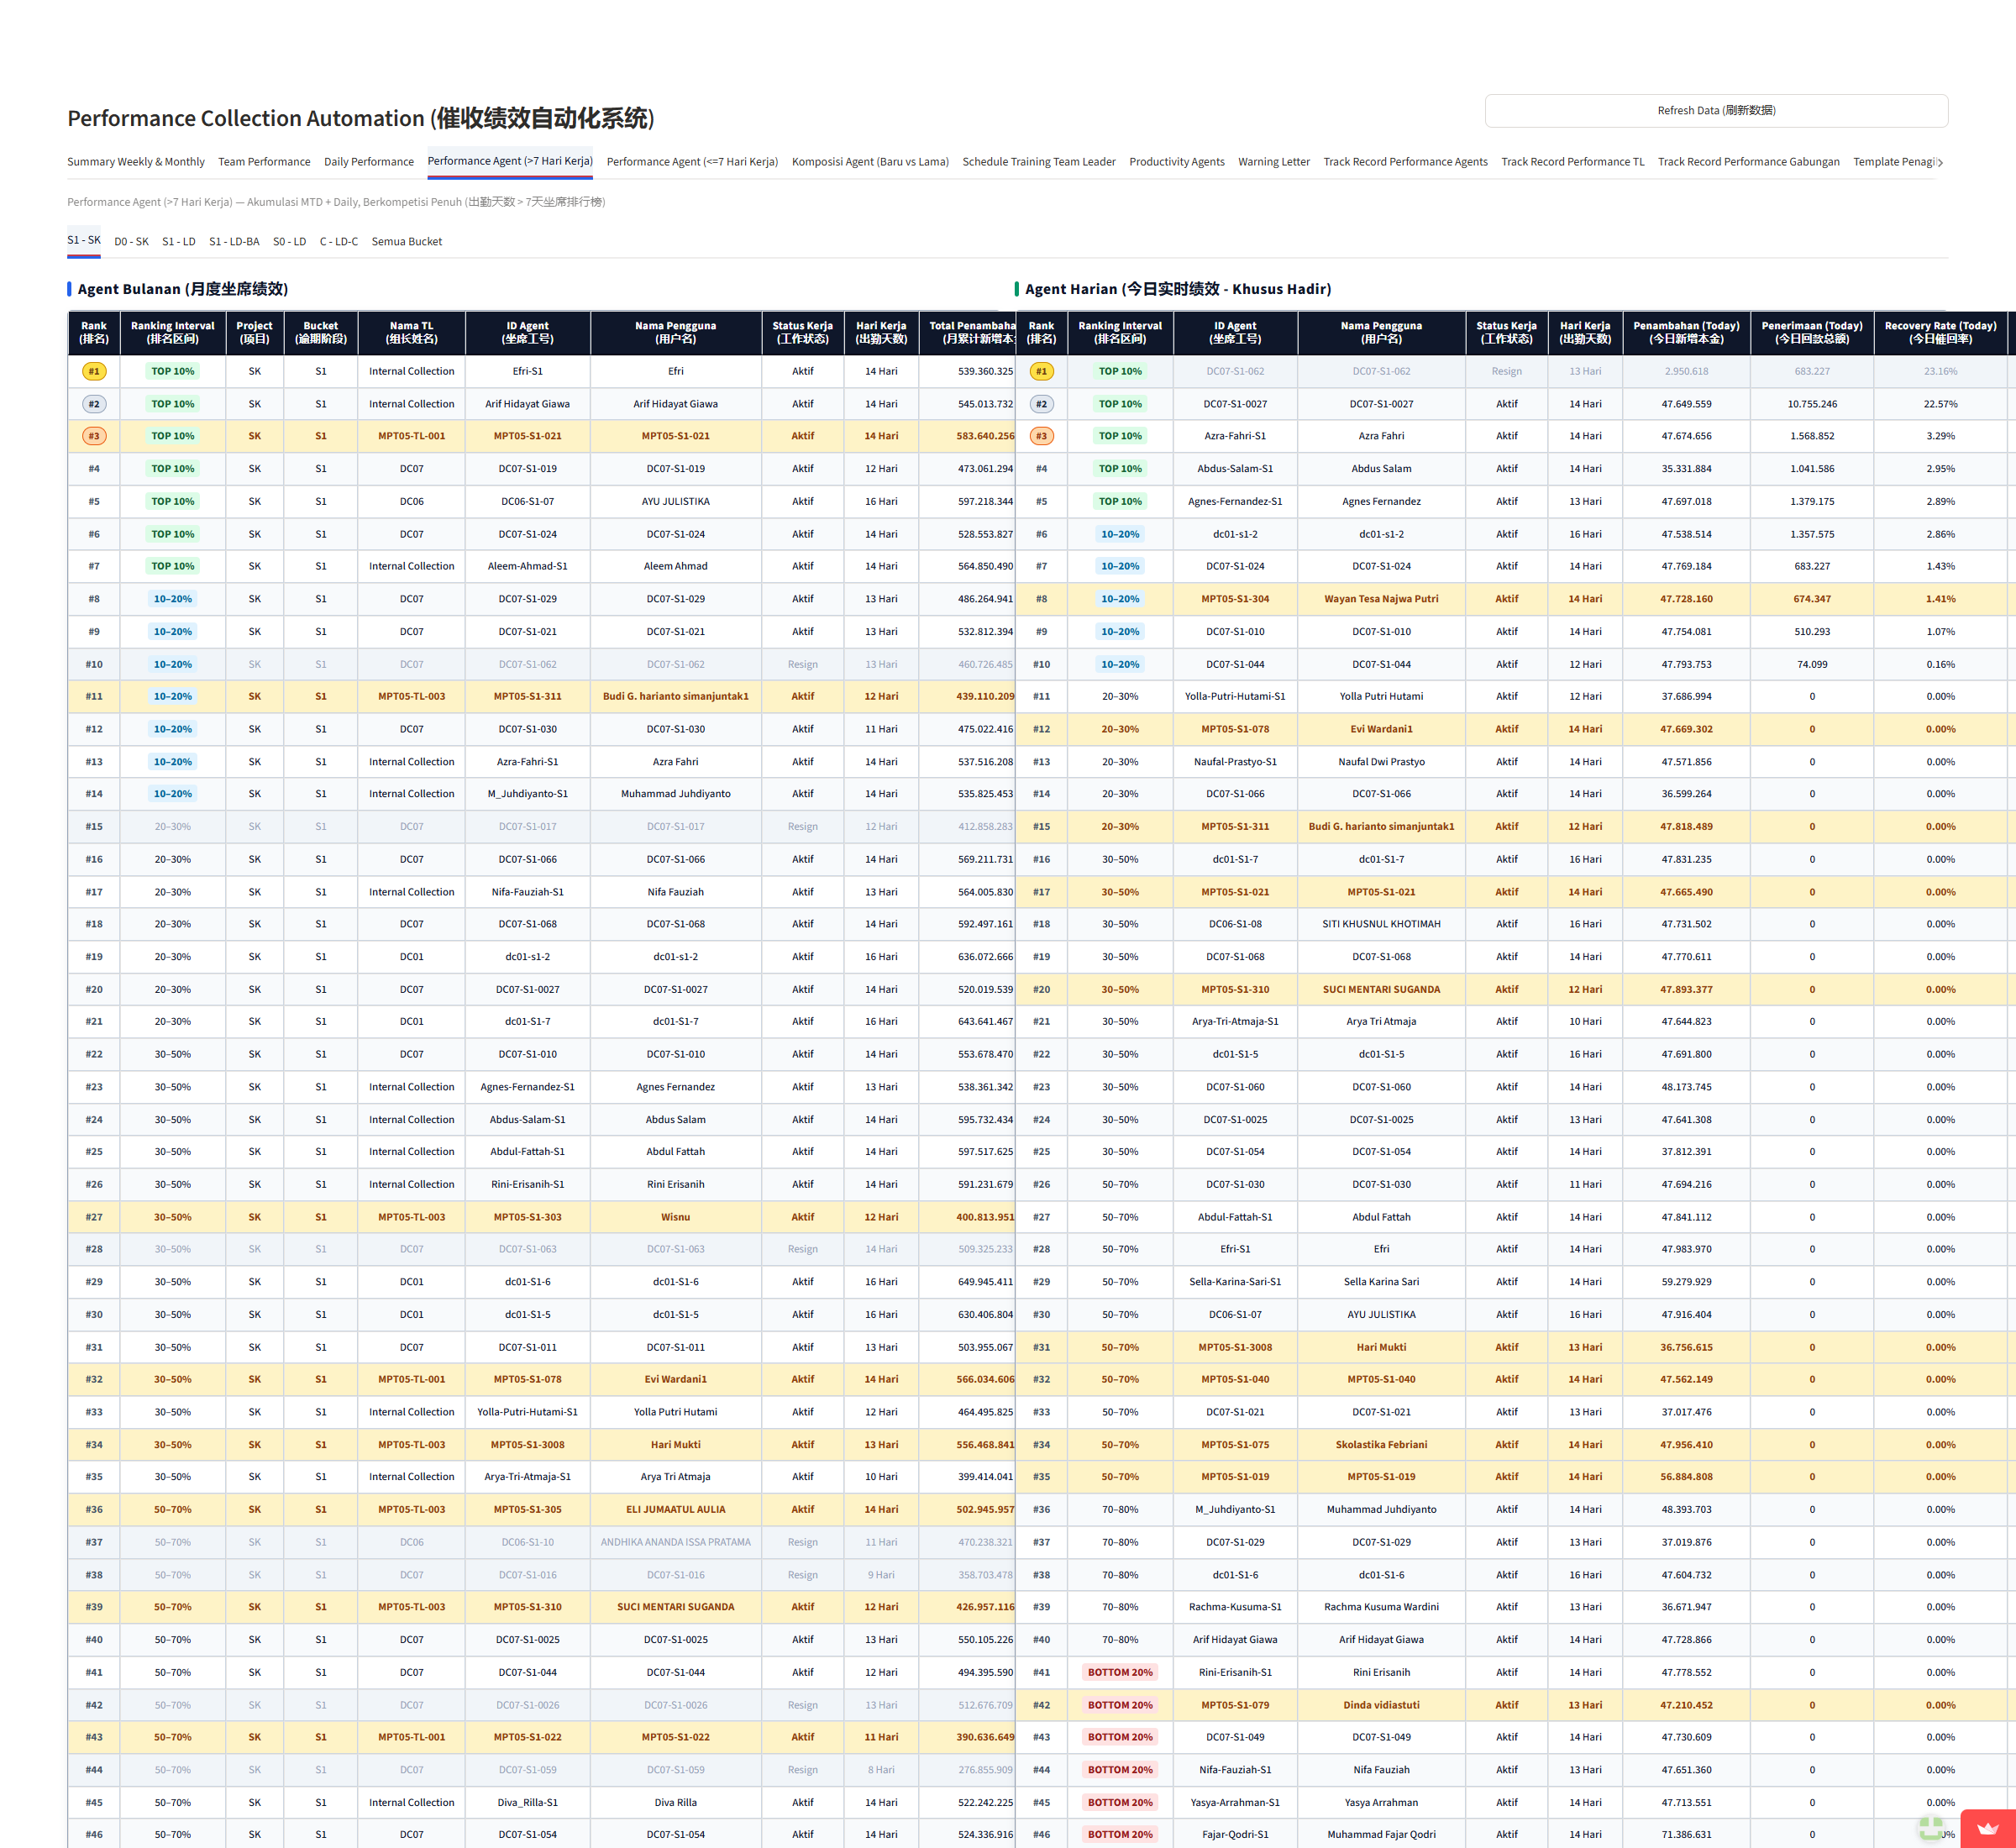 Performance Collection Automation (催收绩效自动化系统)
Refresh Data (刷新数据)
Summary Weekly & Monthly Team Performance Daily Performance Performance Agent (>7 Hari Kerja) Performance Agent (<=7 Hari Kerja) Komposisi Agent (Baru vs Lama) Schedule Training Team Leader Productivity Agents Warning Letter Track Record Performance Agents Track Record Performance TL Track Record Performance Gabungan Template
Performance Agent (>7 Hari Kerja) — Akumulasi MTD + Daily, Berkompetisi Penuh (出勤天数 > 7天坐席排行榜)
S1 - SK D0 - SK S1 - LD S1 - LD-BA S0 - LD C - LD-C Semua Bucket
Agent Bulanan (月度坐席绩效)
Rank Ranking Interval Project Bucket Nama TL ID Agent Nama Pengguna Status Kerja Hari Kerja Total
(排名) (排名区间) (项目) (逾期阶段) (组长姓名) (坐席工号) (用户名) (工作状态) (出勤天数) (月累计新增本
#1 TOP 10% SK S1 Internal Collection Efri-S1 Efri Aktif 14 Hari 539.360.325
#2 TOP 10% SK S1 Internal Collection Arif Hidayat Giawa Arif Hidayat Giawa Aktif 14 Hari 545.013.732
#3 TOP 10% SK S1 MPT05-TL-001 MPT05-S1-021 MPT05-S1-021 Aktif 14 Hari 583.640.256
#4 TOP 10% SK S1 DC07 DC07-S1-019 DC07-S1-019 Aktif 12 Hari 473.061.294
#5 TOP 10% SK S1 DC06 DC06-S1-07 AYU JULISTIKA Aktif 16 Hari 597.218.344
#6 TOP 10% SK S1 DC07 DC07-S1-024 DC07-S1-024 Aktif 14 Hari 528.553.827
#7 TOP 10% SK S1 Internal Collection Aleem-Ahmad-S1 Aleem Ahmad Aktif 14 Hari 564.850.490
#8 10–20% SK S1 DC07 DC07-S1-029 DC07-S1-029 Aktif 13 Hari 486.264.941
#9 10–20% SK S1 DC07 DC07-S1-021 DC07-S1-021 Aktif 13 Hari 532.812.394
#10 10–20% SK S1 DC07 DC07-S1-062 DC07-S1-062 Resign 13 Hari 460.726.485
#11 10–20% SK S1 MPT05-TL-003 MPT05-S1-311 Budi G. harianto simanjuntak1 Aktif 12 Hari 439.110.209
#12 10–20% SK S1 DC07 DC07-S1-030 DC07-S1-030 Aktif 11 Hari 475.022.416
#13 10–20% SK S1 Internal Collection Azra-Fahri-S1 Azra Fahri Aktif 14 Hari 537.516.208
#14 10–20% SK S1 Internal Collection M_Juhdiyanto-S1 Muhammad Juhdiyanto Aktif 14 Hari 535.825.453
#15 20–30% SK S1 DC07 DC07-S1-017 DC07-S1-017 Resign 12 Hari 412.858.283
#16 20–30% SK S1 DC07 DC07-S1-066 DC07-S1-066 Aktif 14 Hari 569.211.731
#17 20–30% SK S1 Internal Collection Nifa-Fauziah-S1 Nifa Fauziah Aktif 13 Hari 564.005.830
#18 20–30% SK S1 DC07 DC07-S1-068 DC07-S1-068 Aktif 14 Hari 592.497.161
#19 20–30% SK S1 DC01 dc01-s1-2 dc01-s1-2 Aktif 16 Hari 636.072.666
#20 20–30% SK S1 DC07 DC07-S1-0027 DC07-S1-0027 Aktif 14 Hari 520.019.539
#21 20–30% SK S1 DC01 dc01-S1-7 dc01-S1-7 Aktif 16 Hari 643.641.467
#22 30–50% SK S1 DC07 DC07-S1-010 DC07-S1-010 Aktif 14 Hari 553.678.470
#23 30–50% SK S1 Internal Collection Agnes-Fernandez-S1 Agnes Fernandez Aktif 13 Hari 538.361.342
#24 30–50% SK S1 Internal Collection Abdus-Salam-S1 Abdus Salam Aktif 14 Hari 595.732.434
#25 30–50% SK S1 Internal Collection Abdul-Fattah-S1 Abdul Fattah Aktif 14 Hari 597.517.625
#26 30–50% SK S1 Internal Collection Rini-Erisanih-S1 Rini Erisanih Aktif 14 Hari 591.231.679
#27 30–50% SK S1 MPT05-TL-003 MPT05-S1-303 Wisnu Aktif 12 Hari 400.813.951
#28 30–50% SK S1 DC07 DC07-S1-063 DC07-S1-063 Resign 14 Hari 509.325.233
#29 30–50% SK S1 DC01 dc01-S1-6 dc01-S1-6 Aktif 16 Hari 649.945.411
#30 30–50% SK S1 DC01 dc01-S1-5 dc01-S1-5 Aktif 16 Hari 630.406.804
#31 30–50% SK S1 DC07 DC07-S1-011 DC07-S1-011 Aktif 13 Hari 503.955.067
#32 30–50% SK S1 MPT05-TL-001 MPT05-S1-078 Evi Wardani1 Aktif 14 Hari 566.034.606
#33 30–50% SK S1 Internal Collection Yolla-Putri-Hutami-S1 Yolla Putri Hutami Aktif 12 Hari 464.495.825
#34 30–50% SK S1 MPT05-TL-003 MPT05-S1-3008 Hari Mukti Aktif 13 Hari 556.468.841
#35 30–50% SK S1 Internal Collection Arya-Tri-Atmaja-S1 Arya Tri Atmaja Aktif 10 Hari 399.414.041
#36 50–70% SK S1 MPT05-TL-003 MPT05-S1-305 ELI JUMAATUL AULIA Aktif 14 Hari 502.945.957
#37 50–70% SK S1 DC06 DC06-S1-10 ANDHIKA ANANDA ISSA PRATAMA Resign 11 Hari 470.238.321
#38 50–70% SK S1 DC07 DC07-S1-016 DC07-S1-016 Resign 9 Hari 358.703.478
#39 50–70% SK S1 MPT05-TL-003 MPT05-S1-310 SUCI MENTARI SUGANDA Aktif 12 Hari 426.957.116
#40 50–70% SK S1 DC07 DC07-S1-0025 DC07-S1-0025 Aktif 13 Hari 550.105.226
#41 50–70% SK S1 DC07 DC07-S1-044 DC07-S1-044 Aktif 12 Hari 494.395.590
#42 50–70% SK S1 DC07 DC07-S1-0026 DC07-S1-0026 Resign 13 Hari 512.676.709
#43 50–70% SK S1 MPT05-TL-001 MPT05-S1-022 MPT05-S1-022 Aktif 11 Hari 390.636.649
#44 50–70% SK S1 DC07 DC07-S1-059 DC07-S1-059 Resign 8 Hari 276.855.909
#45 50–70% SK S1 Internal Collection Diva_Rilla-S1 Diva Rilla Aktif 14 Hari 522.242.225
#46 50–70% SK S1 DC07 DC07-S1-054 DC07-S1-054 Aktif 14 Hari 524.336.916
Agent Harian (今日实时绩效 - Khusus Hadir)
Rank Ranking Interval ID Agent Nama Pengguna Status Kerja Hari Kerja Penambahan (Today) Penerimaan (Today) Recovery Rate (Today)
(排名) (排名区间) (坐席工号) (用户名) (工作状态) (出勤天数) (今日新增本金) (今日回款总额) (今日催回率)
#1 TOP 10% DC07-S1-062 DC07-S1-062 Resign 13 Hari 2.950.618 683.227 23.16%
#2 TOP 10% DC07-S1-0027 DC07-S1-0027 Aktif 14 Hari 47.649.559 10.755.246 22.57%
#3 TOP 10% Azra-Fahri-S1 Azra Fahri Aktif 14 Hari 47.674.656 1.568.852 3.29%
#4 TOP 10% Abdus-Salam-S1 Abdus Salam Aktif 14 Hari 35.331.884 1.041.586 2.95%
#5 TOP 10% Agnes-Fernandez-S1 Agnes Fernandez Aktif 13 Hari 47.697.018 1.379.175 2.89%
#6 10–20% dc01-s1-2 dc01-s1-2 Aktif 16 Hari 47.538.514 1.357.575 2.86%
#7 10–20% DC07-S1-024 DC07-S1-024 Aktif 14 Hari 47.769.184 683.227 1.43%
#8 10–20% MPT05-S1-304 Wayan Tesa Najwa Putri Aktif 14 Hari 47.728.160 674.347 1.41%
#9 10–20% DC07-S1-010 DC07-S1-010 Aktif 14 Hari 47.754.081 510.293 1.07%
#10 10–20% DC07-S1-044 DC07-S1-044 Aktif 12 Hari 47.793.753 74.099 0.16%
#11 20–30% Yolla-Putri-Hutami-S1 Yolla Putri Hutami Aktif 12 Hari 37.686.994 0 0.00%
#12 20–30% MPT05-S1-078 Evi Wardani1 Aktif 14 Hari 47.669.302 0 0.00%
#13 20–30% Naufal-Prastyo-S1 Naufal Dwi Prastyo Aktif 14 Hari 47.571.856 0 0.00%
#14 20–30% DC07-S1-066 DC07-S1-066 Aktif 14 Hari 36.599.264 0 0.00%
#15 20–30% MPT05-S1-311 Budi G. harianto simanjuntak1 Aktif 12 Hari 47.818.489 0 0.00%
#16 30–50% dc01-S1-7 dc01-S1-7 Aktif 16 Hari 47.831.235 0 0.00%
#17 30–50% MPT05-S1-021 MPT05-S1-021 Aktif 14 Hari 47.665.490 0 0.00%
#18 30–50% DC06-S1-08 SITI KHUSNUL KHOTIMAH Aktif 16 Hari 47.731.502 0 0.00%
#19 30–50% DC07-S1-068 DC07-S1-068 Aktif 14 Hari 47.770.611 0 0.00%
#20 30–50% MPT05-S1-310 SUCI MENTARI SUGANDA Aktif 12 Hari 47.893.377 0 0.00%
#21 30–50% Arya-Tri-Atmaja-S1 Arya Tri Atmaja Aktif 10 Hari 47.644.823 0 0.00%
#22 30–50% dc01-S1-5 dc01-S1-5 Aktif 16 Hari 47.691.800 0 0.00%
#23 30–50% DC07-S1-060 DC07-S1-060 Aktif 14 Hari 48.173.745 0 0.00%
#24 30–50% DC07-S1-0025 DC07-S1-0025 Aktif 13 Hari 47.641.308 0 0.00%
#25 30–50% DC07-S1-054 DC07-S1-054 Aktif 14 Hari 37.812.391 0 0.00%
#26 50–70% DC07-S1-030 DC07-S1-030 Aktif 11 Hari 47.694.216 0 0.00%
#27 50–70% Abdul-Fattah-S1 Abdul Fattah Aktif 14 Hari 47.841.112 0 0.00%
#28 50–70% Efri-S1 Efri Aktif 14 Hari 47.983.970 0 0.00%
#29 50–70% Sella-Karina-Sari-S1 Sella Karina Sari Aktif 14 Hari 59.279.929 0 0.00%
#30 50–70% DC06-S1-07 AYU JULISTIKA Aktif 16 Hari 47.916.404 0 0.00%
#31 50–70% MPT05-S1-3008 Hari Mukti Aktif 13 Hari 36.756.615 0 0.00%
#32 50–70% MPT05-S1-040 MPT05-S1-040 Aktif 14 Hari 47.562.149 0 0.00%
#33 50–70% DC07-S1-021 DC07-S1-021 Aktif 13 Hari 37.017.476 0 0.00%
#34 50–70% MPT05-S1-075 Skolastika Febriani Aktif 14 Hari 47.956.410 0 0.00%
#35 50–70% MPT05-S1-019 MPT05-S1-019 Aktif 14 Hari 56.884.808 0 0.00%
#36 70–80% M_Juhdiyanto-S1 Muhammad Juhdiyanto Aktif 14 Hari 48.393.703 0 0.00%
#37 70–80% DC07-S1-029 DC07-S1-029 Aktif 13 Hari 37.019.876 0 0.00%
#38 70–80% dc01-S1-6 dc01-S1-6 Aktif 16 Hari 47.604.732 0 0.00%
#39 70–80% Rachma-Kusuma-S1 Rachma Kusuma Wardini Aktif 13 Hari 36.671.947 0 0.00%
#40 70–80% Arif Hidayat Giawa Arif Hidayat Giawa Aktif 14 Hari 47.728.866 0 0.00%
#41 BOTTOM 20% Rini-Erisanih-S1 Rini Erisanih Aktif 14 Hari 47.778.552 0 0.00%
#42 BOTTOM 20% MPT05-S1-079 Dinda vidiastuti Aktif 13 Hari 47.210.452 0 0.00%
#43 BOTTOM 20% DC07-S1-049 DC07-S1-049 Aktif 14 Hari 47.730.609 0 0.00%
#44 BOTTOM 20% Nifa-Fauziah-S1 Nifa Fauziah Aktif 13 Hari 47.651.360 0 0.00%
#45 BOTTOM 20% Yasya-Arrahman-S1 Yasya Arrahman Aktif 14 Hari 47.713.551 0 0.00%
#46 BOTTOM 20% Fajar-Qodri-S1 Muhammad Fajar Qodri Aktif 14 Hari 71.386.631 0